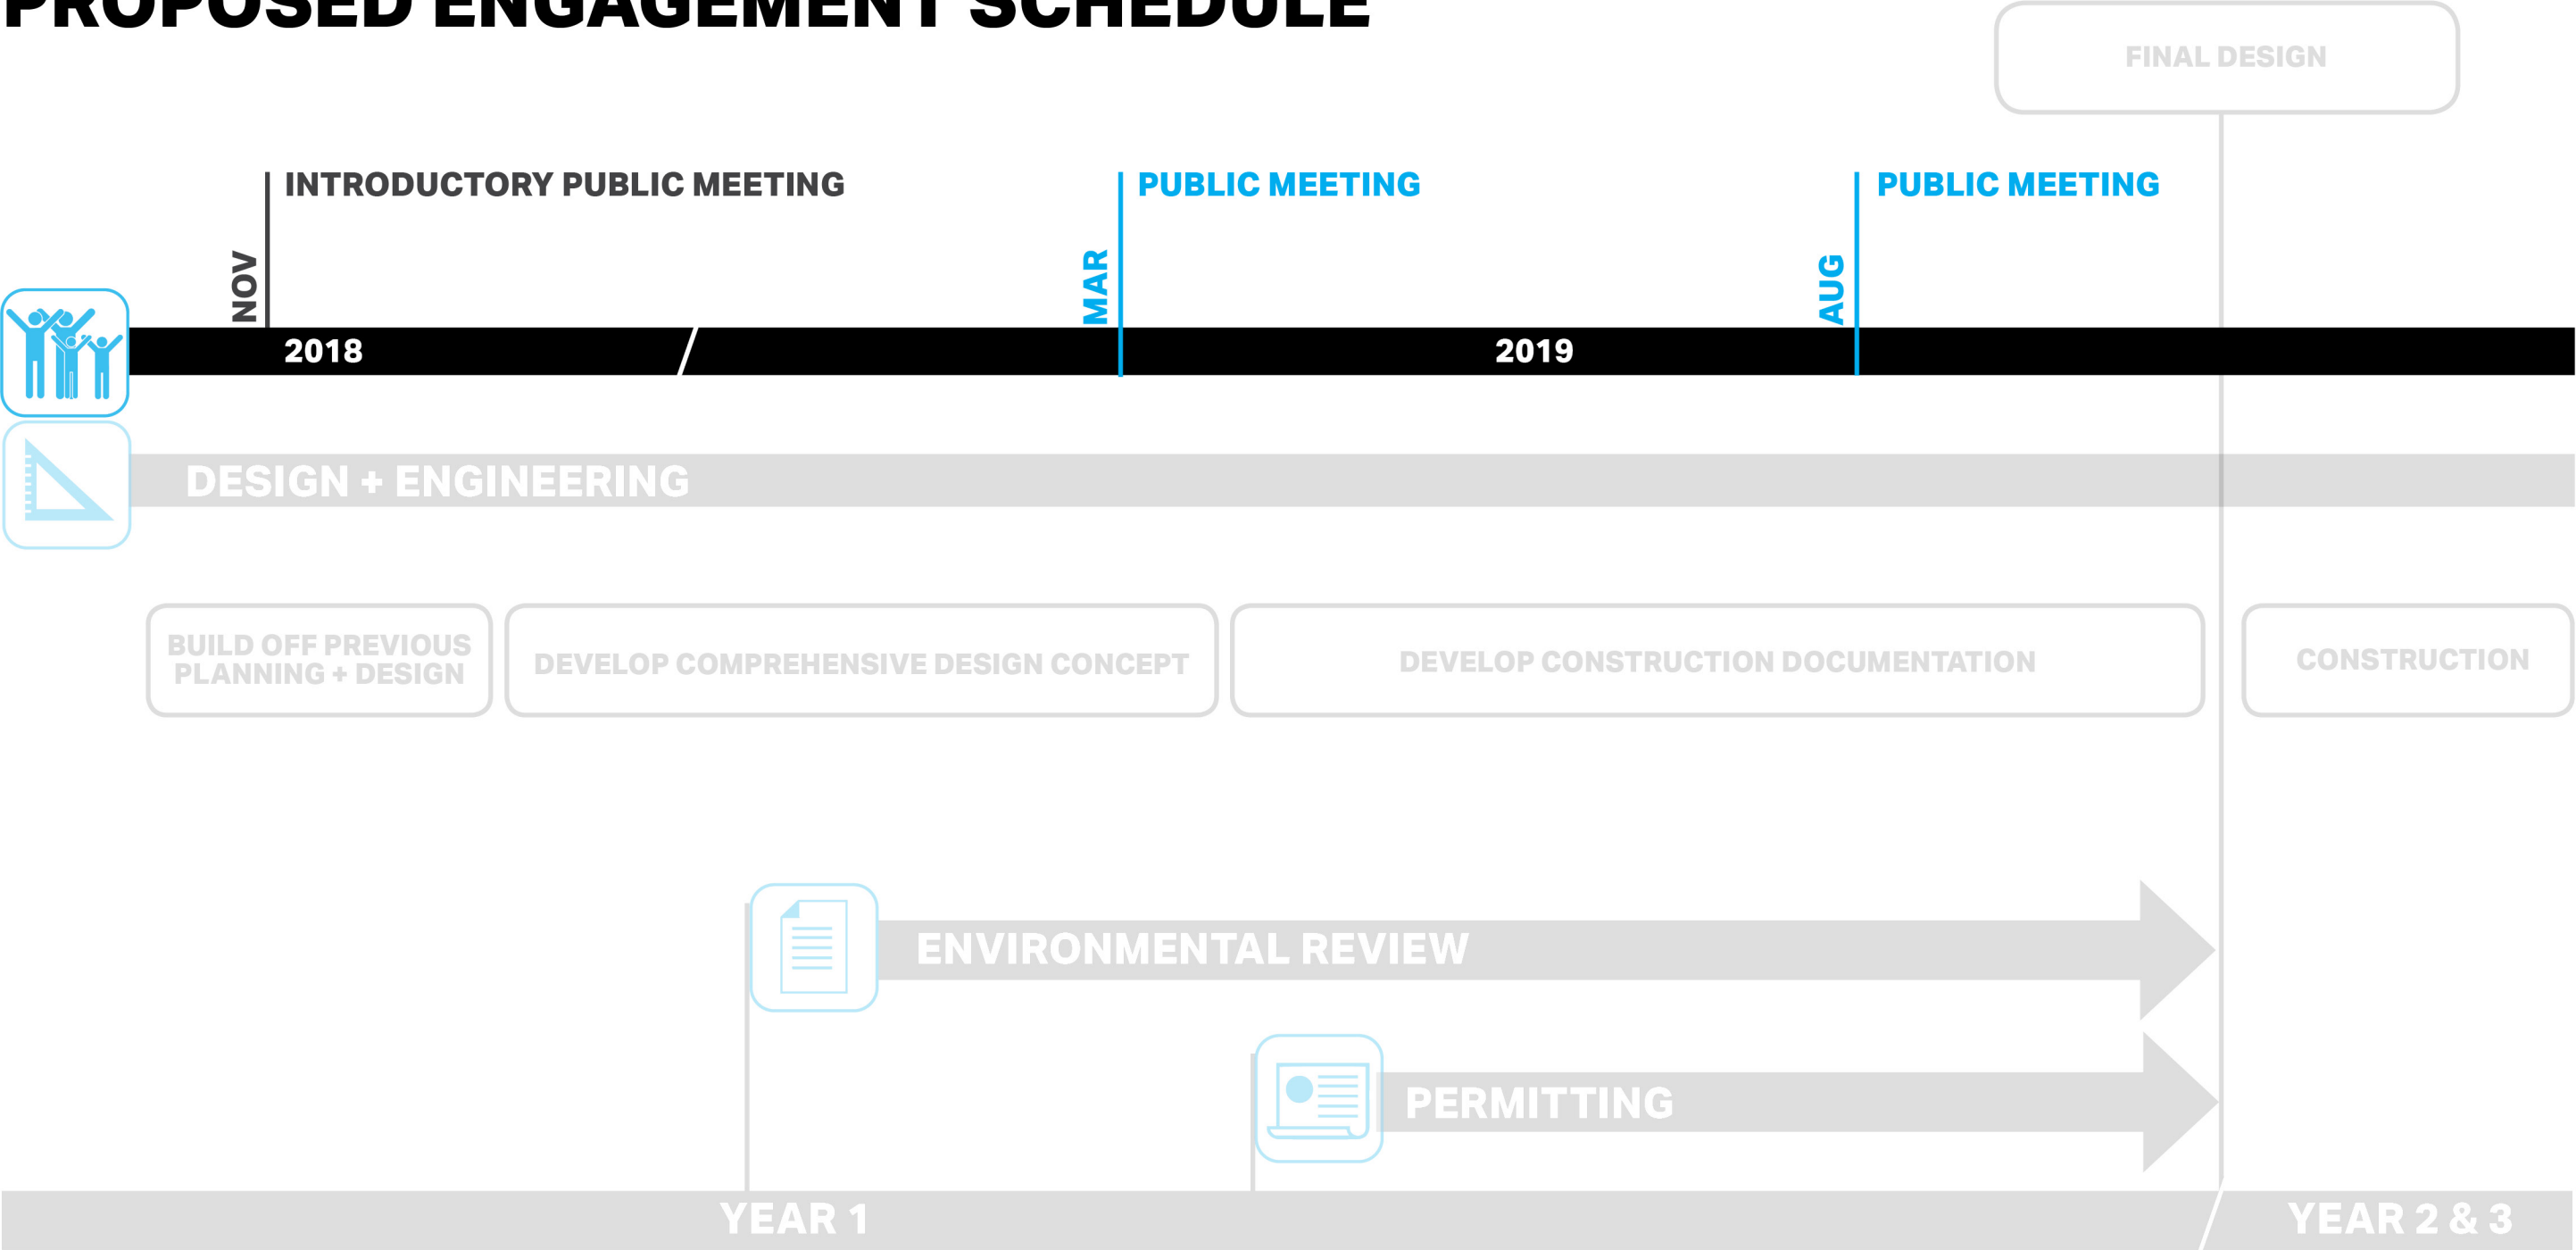 PROPOSED ENGAGEMENT SCHEDULE
FINAL DESIGN
INTRODUCTORY PUBLIC MEETING
PUBLIC MEETING
PUBLIC MEETING
NOV
MAR
AUG
2018
2019
DESIGN + ENGINEERING
BUILD OFF PREVIOUS
PLANNING + DESIGN
DEVELOP COMPREHENSIVE DESIGN CONCEPT
DEVELOP CONSTRUCTION DOCUMENTATION
CONSTRUCTION
ENVIRONMENTAL REVIEW
PERMITTING
YEAR 1
YEAR 2 & 3